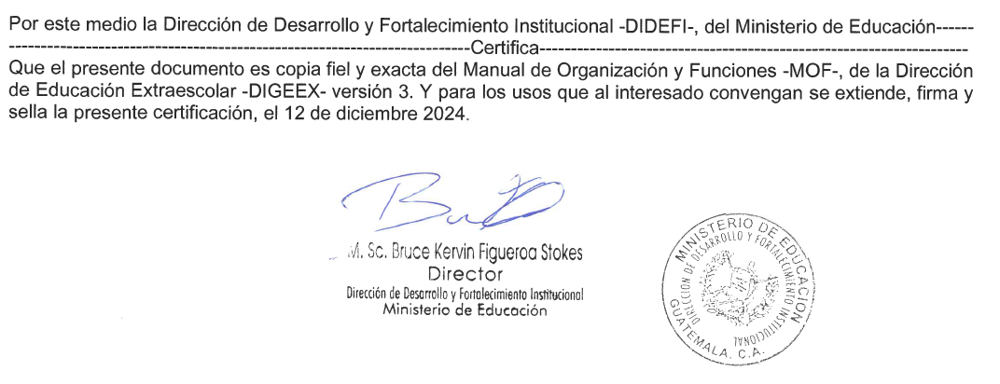 Por este medio la Dirección de Desarrollo y Fortalecimiento Institucional -DIDEFI-, del Ministerio de Educación------
------------------------------------------------------------------------Certifica-------------------------------------------------------------------
Que el presente documento es copia fiel y exacta del Manual de Organización y Funciones -MOF-, de la Dirección
de Educación Extraescolar -DIGEEX- versión 3. Y para los usos que al interesado convengan se extiende, firma y
sella la presente certificación, el 12 de diciembre 2024.
M. Sc. Bruce Kervin Figueroa Stokes
Director
Dirección de Desarrollo y Fortalecimiento Institucional
Ministerio de Educación
MINISTERIO DE EDUCACION
DIRECCIÓN DE DESARROLLO Y FORTALECIMIENTO INSTITUCIONAL
GUATEMALA, C.A.